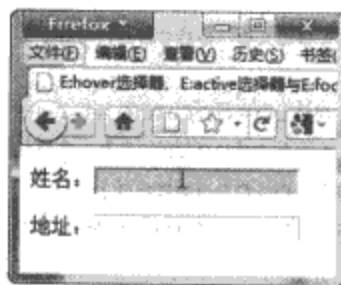 Firefox
文件(F) 编辑(E) 查看(V) 历史(S) 书签(
E:hover选择器、E:active选择器与E:foc
姓名：
地址：